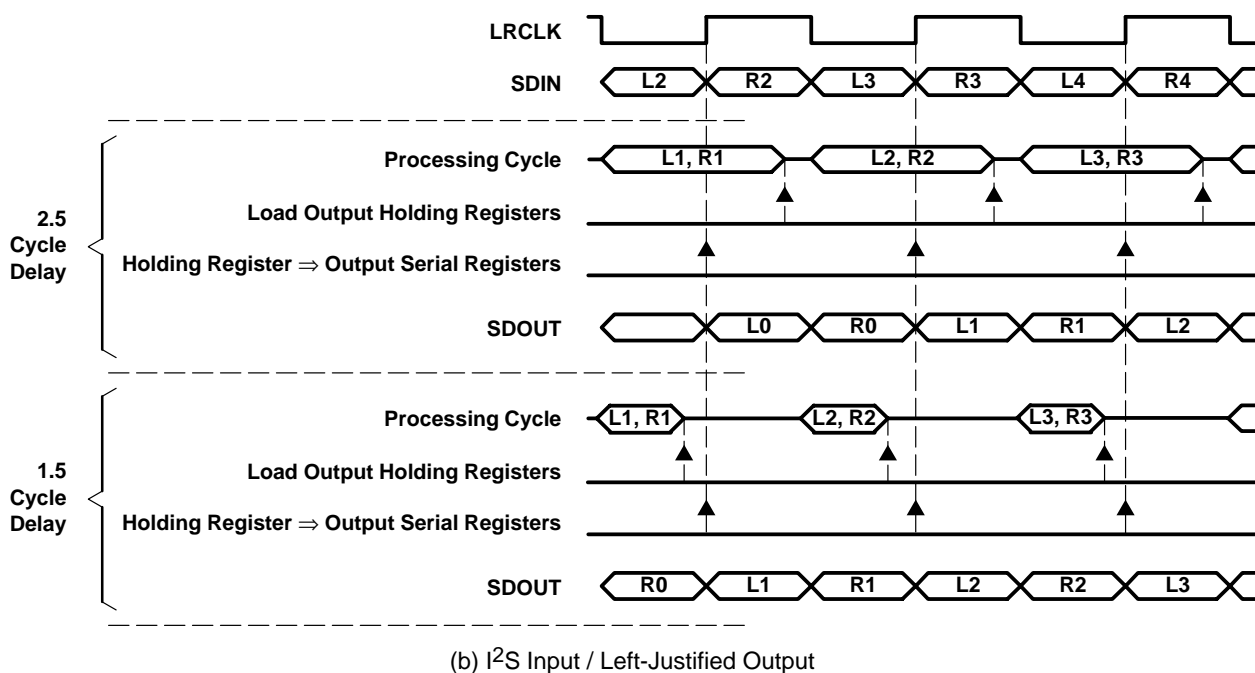 LRCLK
SDIN
L2 R2 L3 R3 L4 R4
2.5
Cycle
Delay
Processing Cycle
L1, R1 L2, R2 L3, R3
Load Output Holding Registers
Holding Register ⇒ Output Serial Registers
SDOUT
L0 R0 L1 R1 L2
1.5
Cycle
Delay
Processing Cycle
L1, R1 L2, R2 L3, R3
Load Output Holding Registers
Holding Register ⇒ Output Serial Registers
SDOUT
R0 L1 R1 L2 R2 L3
(b) I2S Input / Left-Justified Output